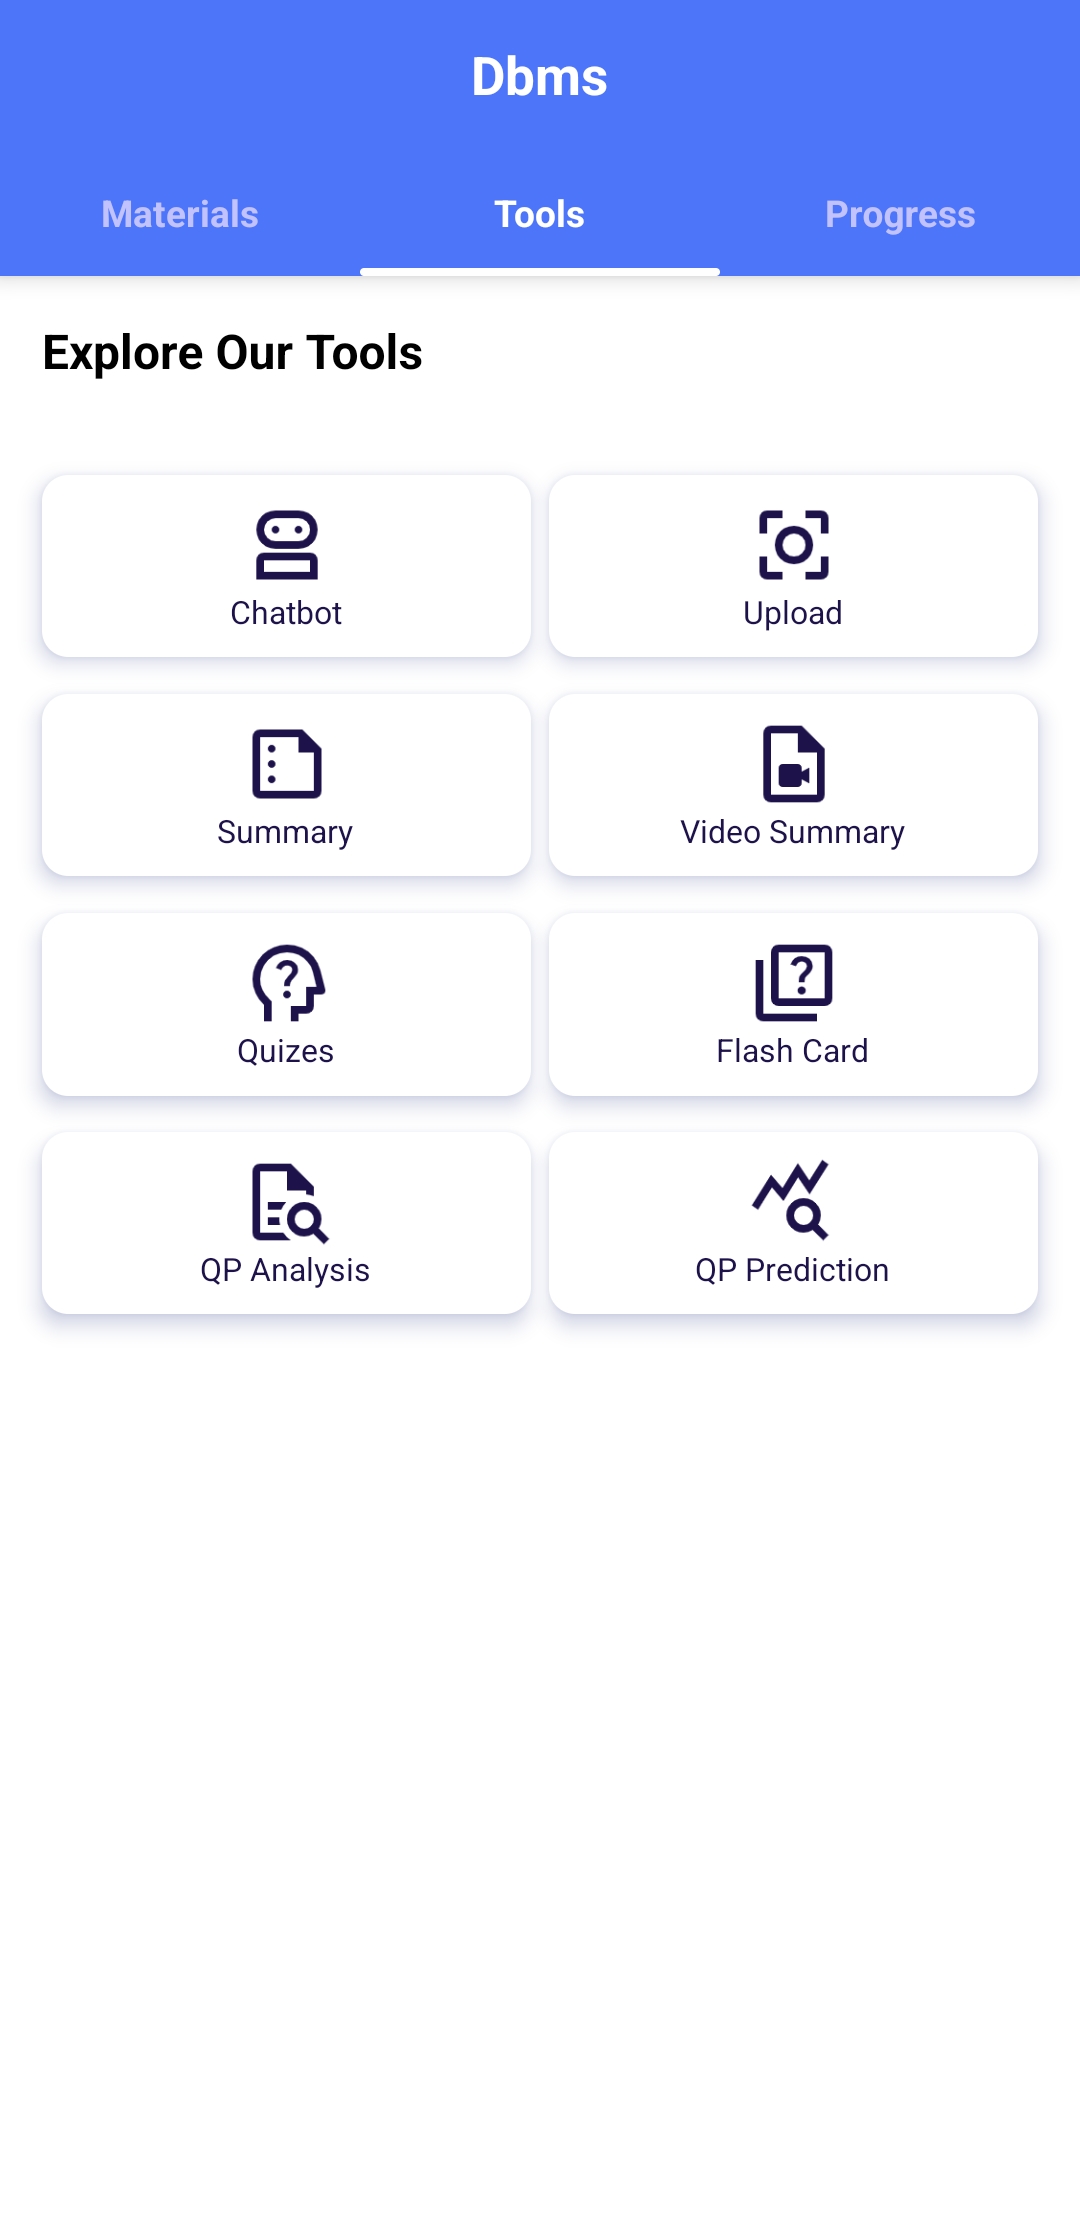 Dbms
Materials Tools Progress
Explore Our Tools
Chatbot Upload
Summary Video Summary
Quizes Flash Card
QP Analysis QP Prediction